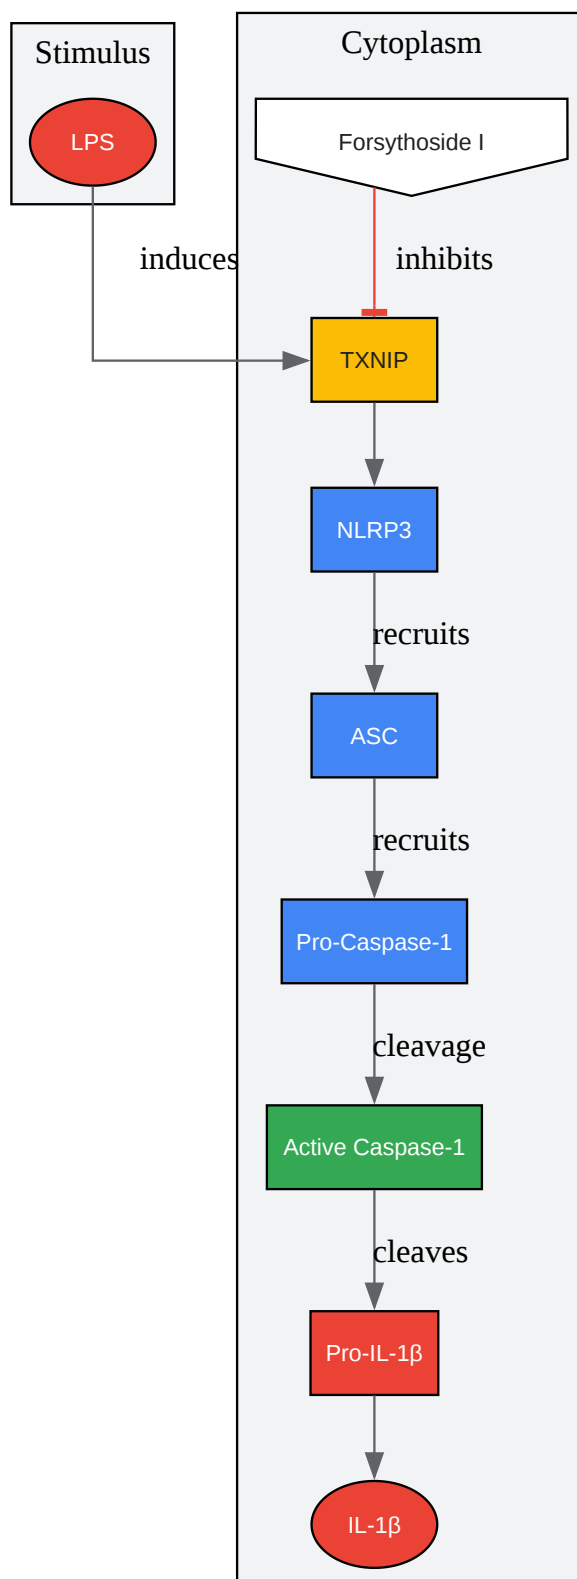 Stimulus
Cytoplasm
LPS
Forsythoside I
induces
inhibits
TXNIP
NLRP3
recruits
ASC
recruits
Pro-Caspase-1
cleavage
Active Caspase-1
cleaves
Pro-IL-1β
IL-1β